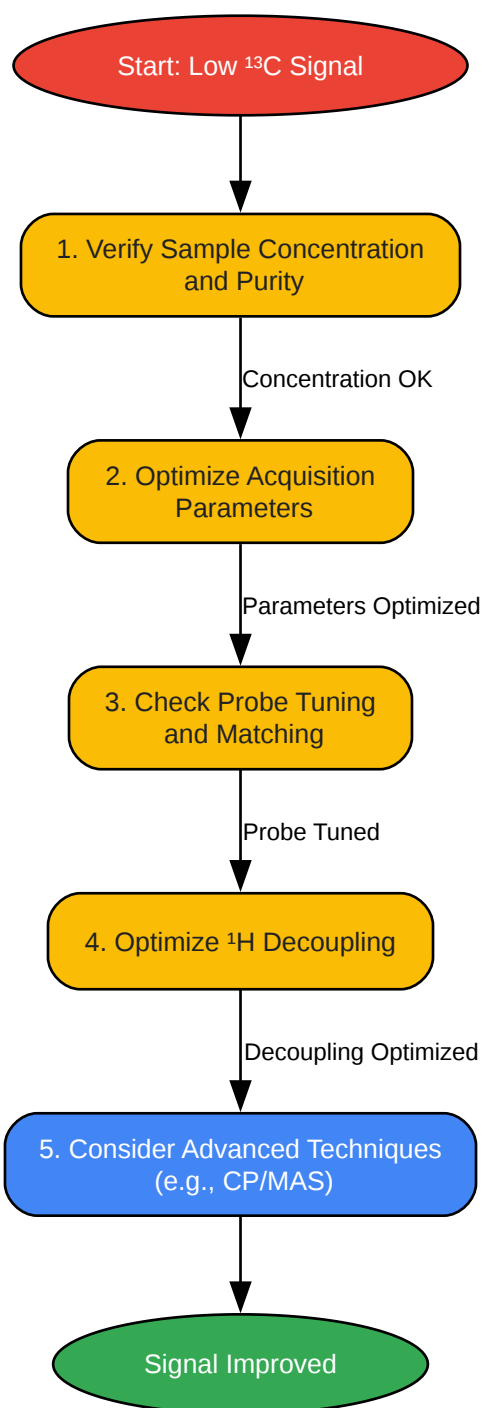 Start: Low ¹³C Signal
1. Verify Sample Concentration
and Purity
Concentration OK
2. Optimize Acquisition
Parameters
Parameters Optimized
3. Check Probe Tuning
and Matching
Probe Tuned
4. Optimize ¹H Decoupling
Decoupling Optimized
5. Consider Advanced Techniques
(e.g., CP/MAS)
Signal Improved